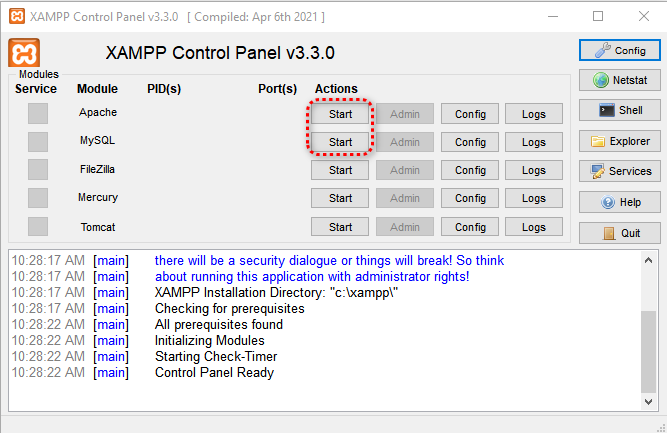 XAMPP Control Panel v3.3.0 [ Compiled: Apr 6th 2021 ]
XAMPP Control Panel v3.3.0
Config
Modules
Service Module PID(s) Port(s) Actions
Netstat
Apache Start Admin Config Logs
Shell
MySQL Start Admin Config Logs
Explorer
FileZilla Start Admin Config Logs
Services
Mercury Start Admin Config Logs
Help
Tomcat Start Admin Config Logs
Quit
10:28:17 AM [main] there will be a security dialogue or things will break! So think
10:28:17 AM [main] about running this application with administrator rights!
10:28:17 AM [main] XAMPP Installation Directory: "c:\xampp\"
10:28:17 AM [main] Checking for prerequisites
10:28:22 AM [main] All prerequisites found
10:28:22 AM [main] Initializing Modules
10:28:22 AM [main] Starting Check-Timer
10:28:22 AM [main] Control Panel Ready